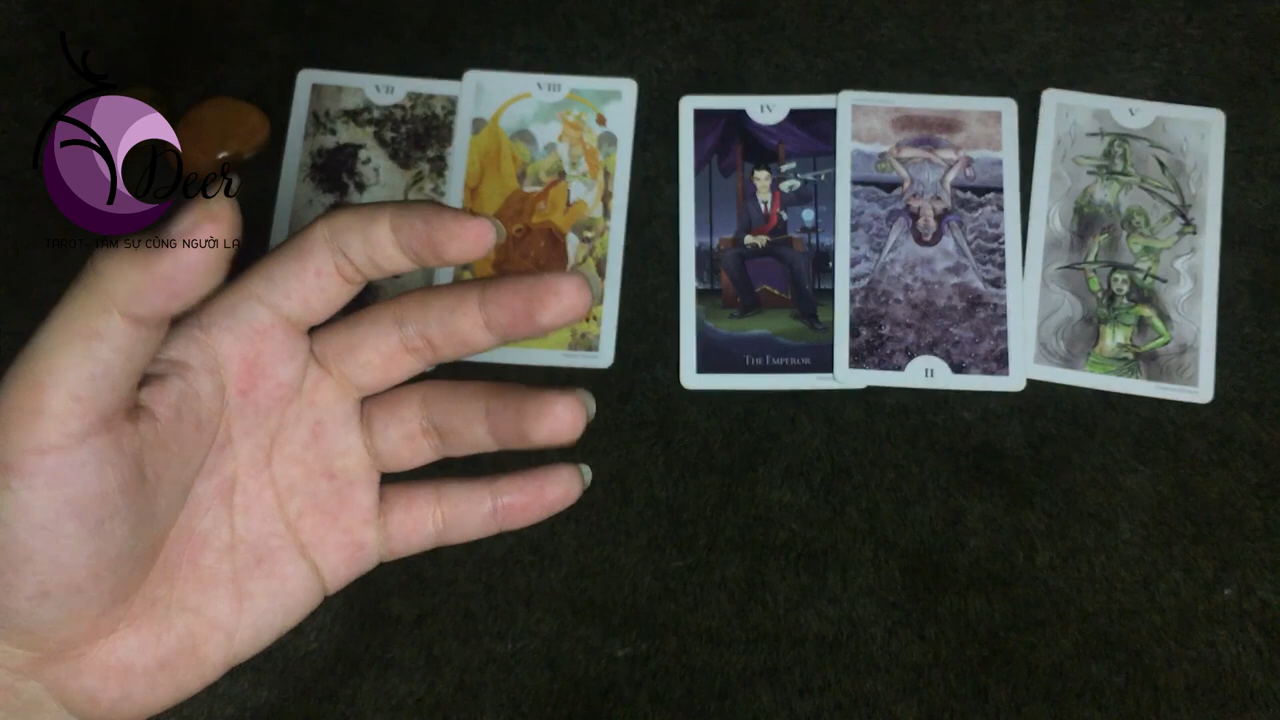 Deer
TAROT- TÂM SỰ CÙNG NGƯỜI LẠ
VII
VIII
IV
THE EMPEROR
II
V